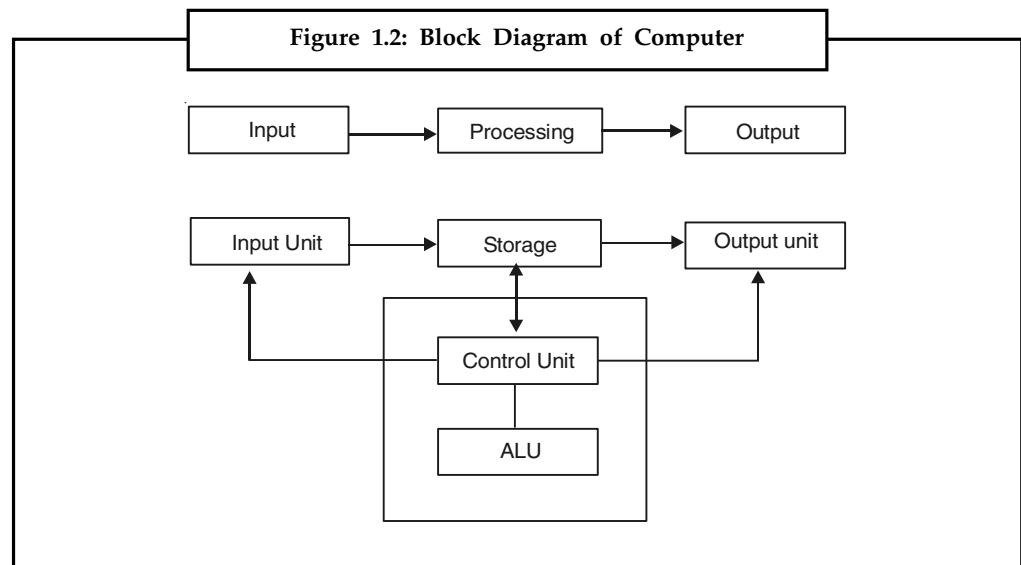 Figure 1.2: Block Diagram of Computer
Input
Processing
Output
Input Unit
Storage
Output unit
Control Unit
ALU